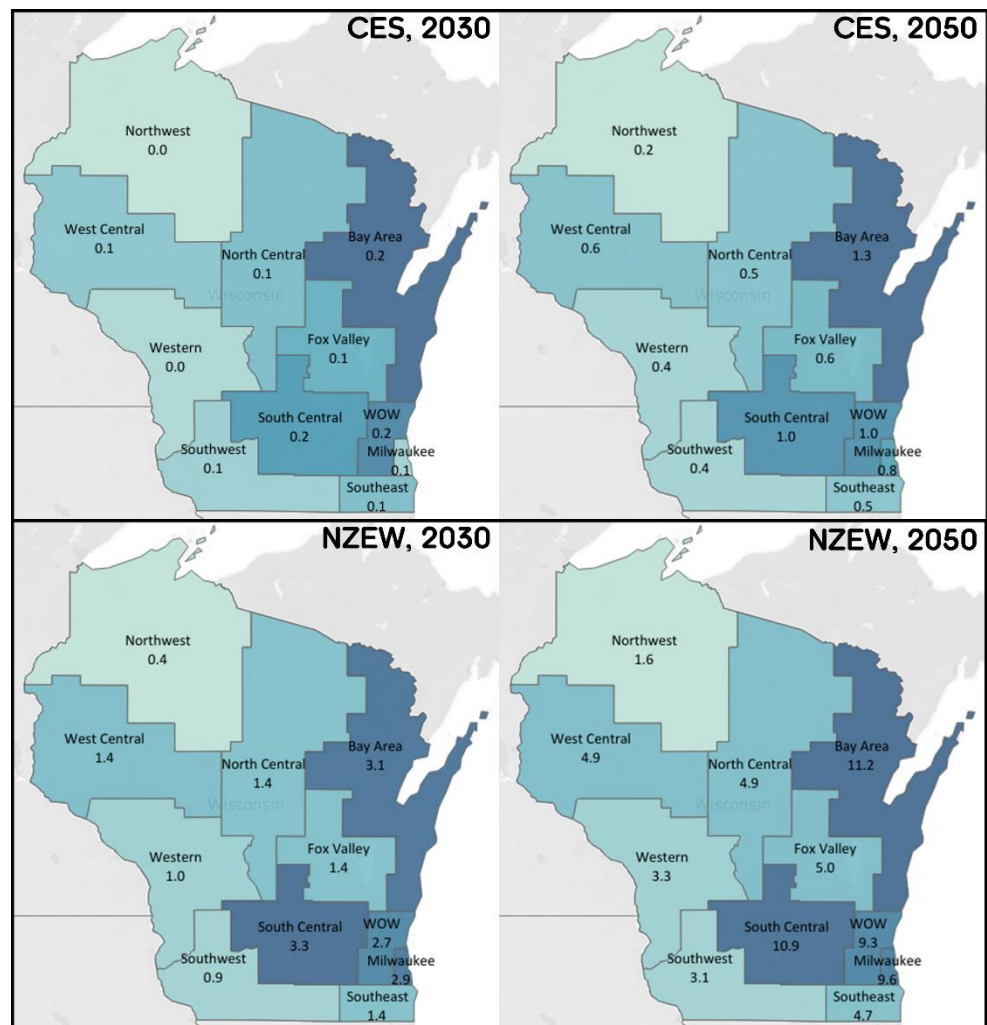 CES, 2030
Northwest
0.0
West Central
0.1
North Central
0.1
Bay Area
0.2
Wisconsin
Western
0.0
Fox Valley
0.1
South Central
0.2
WOW
0.2
Southwest
0.1
Milwaukee
0.1
Southeast
0.1
CES, 2050
Northwest
0.2
West Central
0.6
North Central
0.5
Bay Area
1.3
Wisconsin
Western
0.4
Fox Valley
0.6
South Central
1.0
WOW
1.0
Southwest
0.4
Milwaukee
0.8
Southeast
0.5
NZEW, 2030
Northwest
0.4
West Central
1.4
North Central
1.4
Bay Area
3.1
Wisconsin
Western
1.0
Fox Valley
1.4
South Central
3.3
WOW
2.7
Southwest
0.9
Milwaukee
2.9
Southeast
1.4
NZEW, 2050
Northwest
1.6
West Central
4.9
North Central
4.9
Bay Area
11.2
Wisconsin
Western
3.3
Fox Valley
5.0
South Central
10.9
WOW
9.3
Southwest
3.1
Milwaukee
9.6
Southeast
4.7